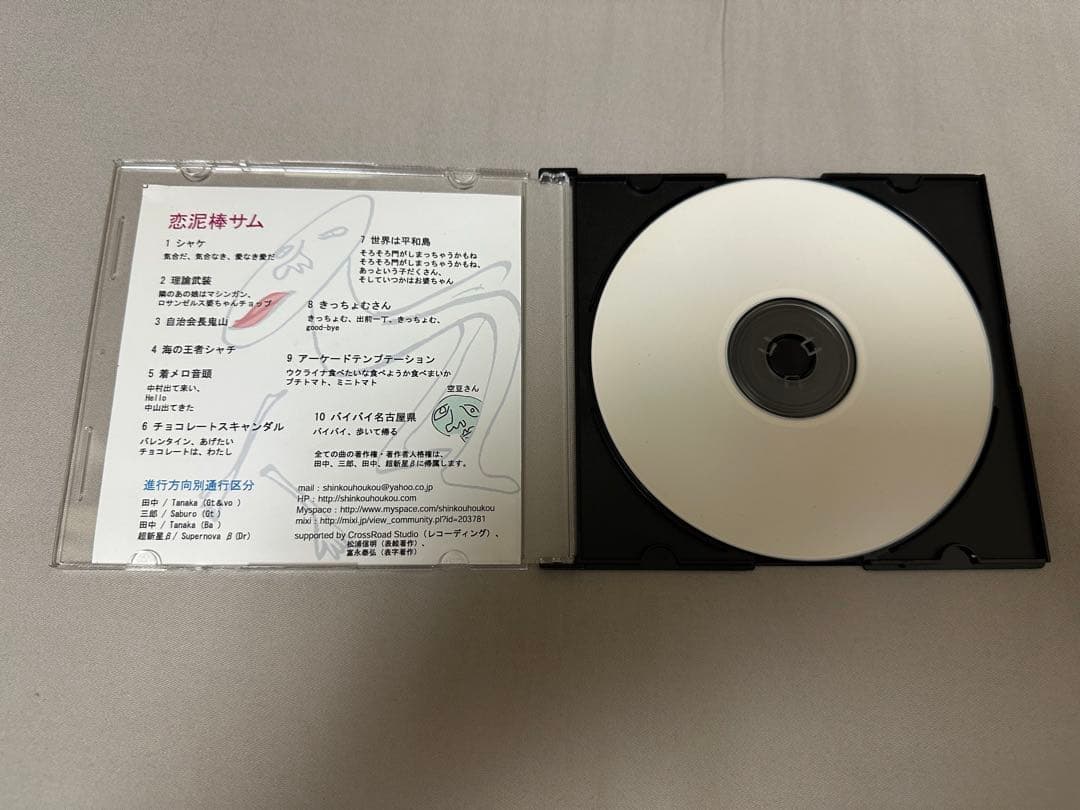 恋泥棒サム
1 シャケ
気合だ、気合なき、愛なき愛だ
2 理論武装
隣のあの娘はマシンガン、
ロサンゼルス婆ちゃんチョップ
3 自治会長鬼山
4 海の王者シャチ
5 着メロ音頭
中村出て来い、
Hello
中山出てきた
6 チョコレートスキャンダル
バレンタイン、あげたい
チョコレートは、わたし
7 世界は平和島
そろそろ門がしまっちゃうかもね
そろそろ門がしまっちゃうかもね、
あっという子だくさん、
そしていつかはお婆ちゃん
8 きっちょむさん
きっちょむ、出前一丁、きっちょむ、
good-bye
9 アーケードテンプテーション
ウクライナ食べたいな食べようか食べまいか
プチトマト、ミニトマト
空豆さん
10 バイバイ名古屋県
バイバイ、歩いて帰る
全ての曲の著作権・著作者人格権は、
田中、三郎、田中、超新星βに帰属します。
進行方向別通行区分
田中 / Tanaka (Gt&vo )
三郎 / Saburo (Gt )
田中 / Tanaka (Ba )
超新星β / Supernova β (Dr)
mail : shinkouhoukou@yahoo.co.jp
HP : http://shinkouhoukou.com
Myspace : http://www.myspace.com/shinkouhoukou
mixi : http://mixi.jp/view_community.pl?id=203781
supported by CrossRoad Studio (レコーディング) 、
松浦信明 (表絵著作) 、
富永泰弘 (表字著作)